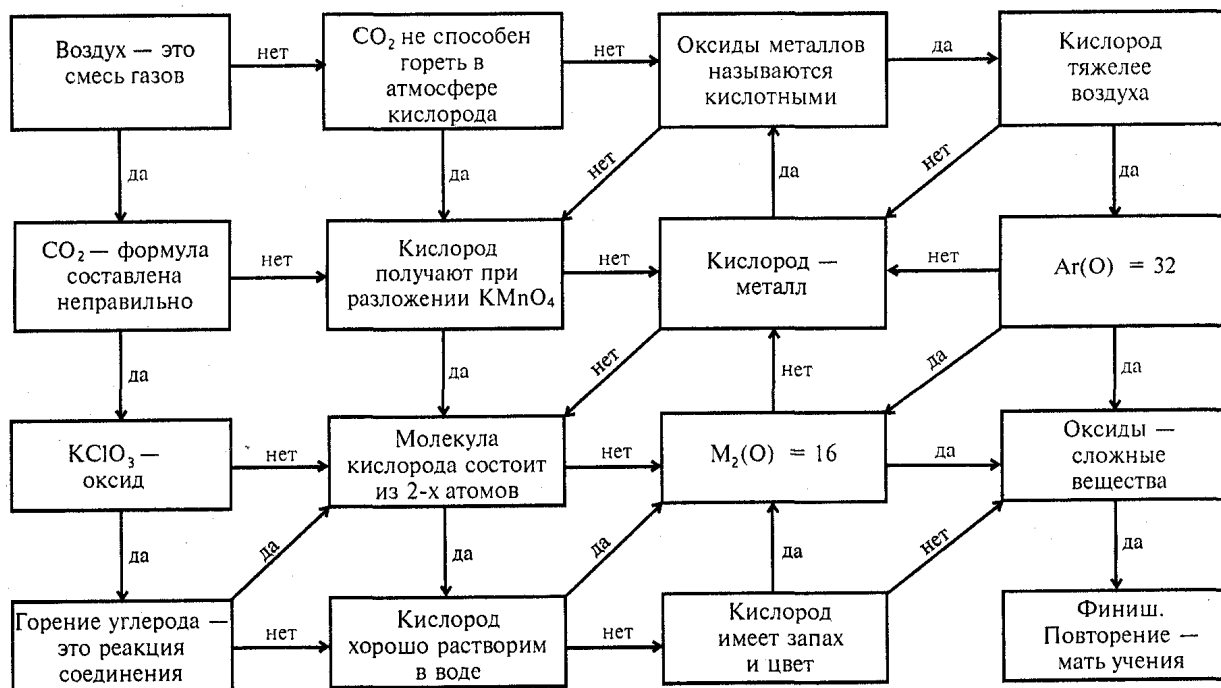 Воздух — это
смесь газов
нет
CO₂ не способен
гореть в
атмосфере
кислорода
нет
Оксиды металлов
называются
кислотными
да
Кислород
тяжелее
воздуха
да
да
нет
да
нет
да
CO₂ — формула
составлена
неправильно
нет
Кислород
получают при
разложении KMnO₄
нет
Кислород —
металл
нет
Ar(O) = 32
да
да
нет
нет
да
да
KClO₃ —
оксид
нет
Молекула
кислорода состоит
из 2-х атомов
нет
M₂(O) = 16
да
Оксиды —
сложные
вещества
да
да
да
да
да
нет
да
Горение углерода —
это реакция
соединения
нет
Кислород
хорошо растворим
в воде
нет
Кислород
имеет запах
и цвет
Финиш.
Повторение —
мать учения